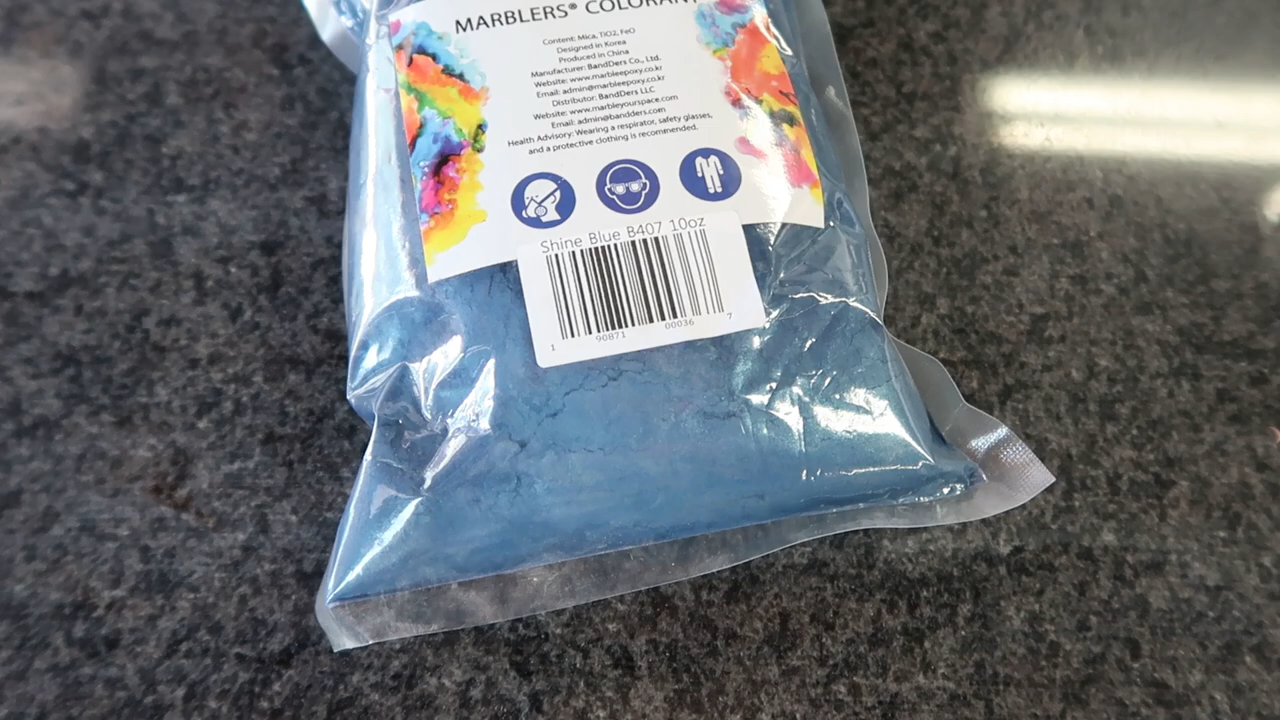 MARBLERS® COLORANT
Content: Mica, TiO2, FeO
Designed in Korea
Produced in China
Manufacturer: BandDers Co., Ltd.
Website: www.marbleepoxy.co.kr
Email: admin@marbleepoxy.co.kr
Distributor: BandDers LLC
Website: www.marbleyourspace.com
Email: admin@bandders.com
Health Advisory: Wearing a respirator, safety glasses,
and a protective clothing is recommended.
Shine Blue B407 10oz
1 90871 00036 7